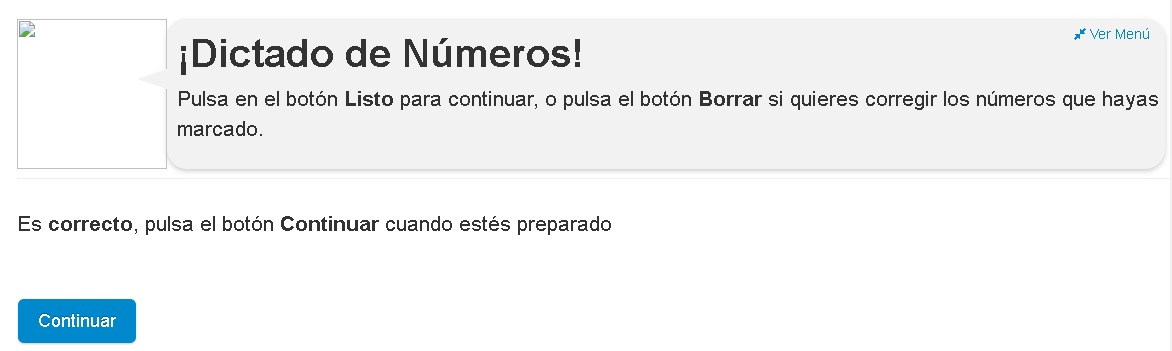 Ver Menú
¡Dictado de Números!
Pulsa en el botón Listo para continuar, o pulsa el botón Borrar si quieres corregir los números que hayas
marcado.
Es correcto, pulsa el botón Continuar cuando estés preparado
Continuar